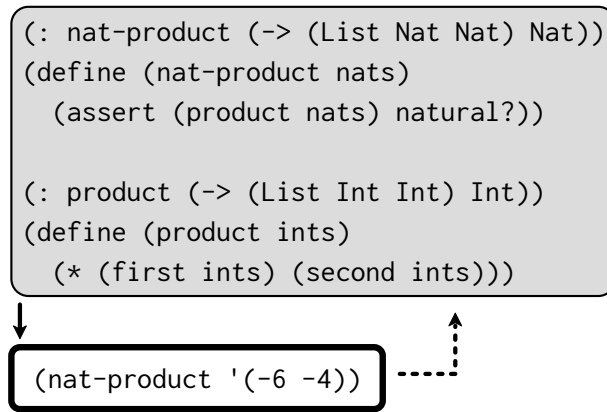 (: nat-product (-> (List Nat Nat) Nat))
(define (nat-product nats)
  (assert (product nats) natural?))
(: product (-> (List Int Int) Int))
(define (product ints)
  (* (first ints) (second ints)))
(nat-product '(-6 -4))